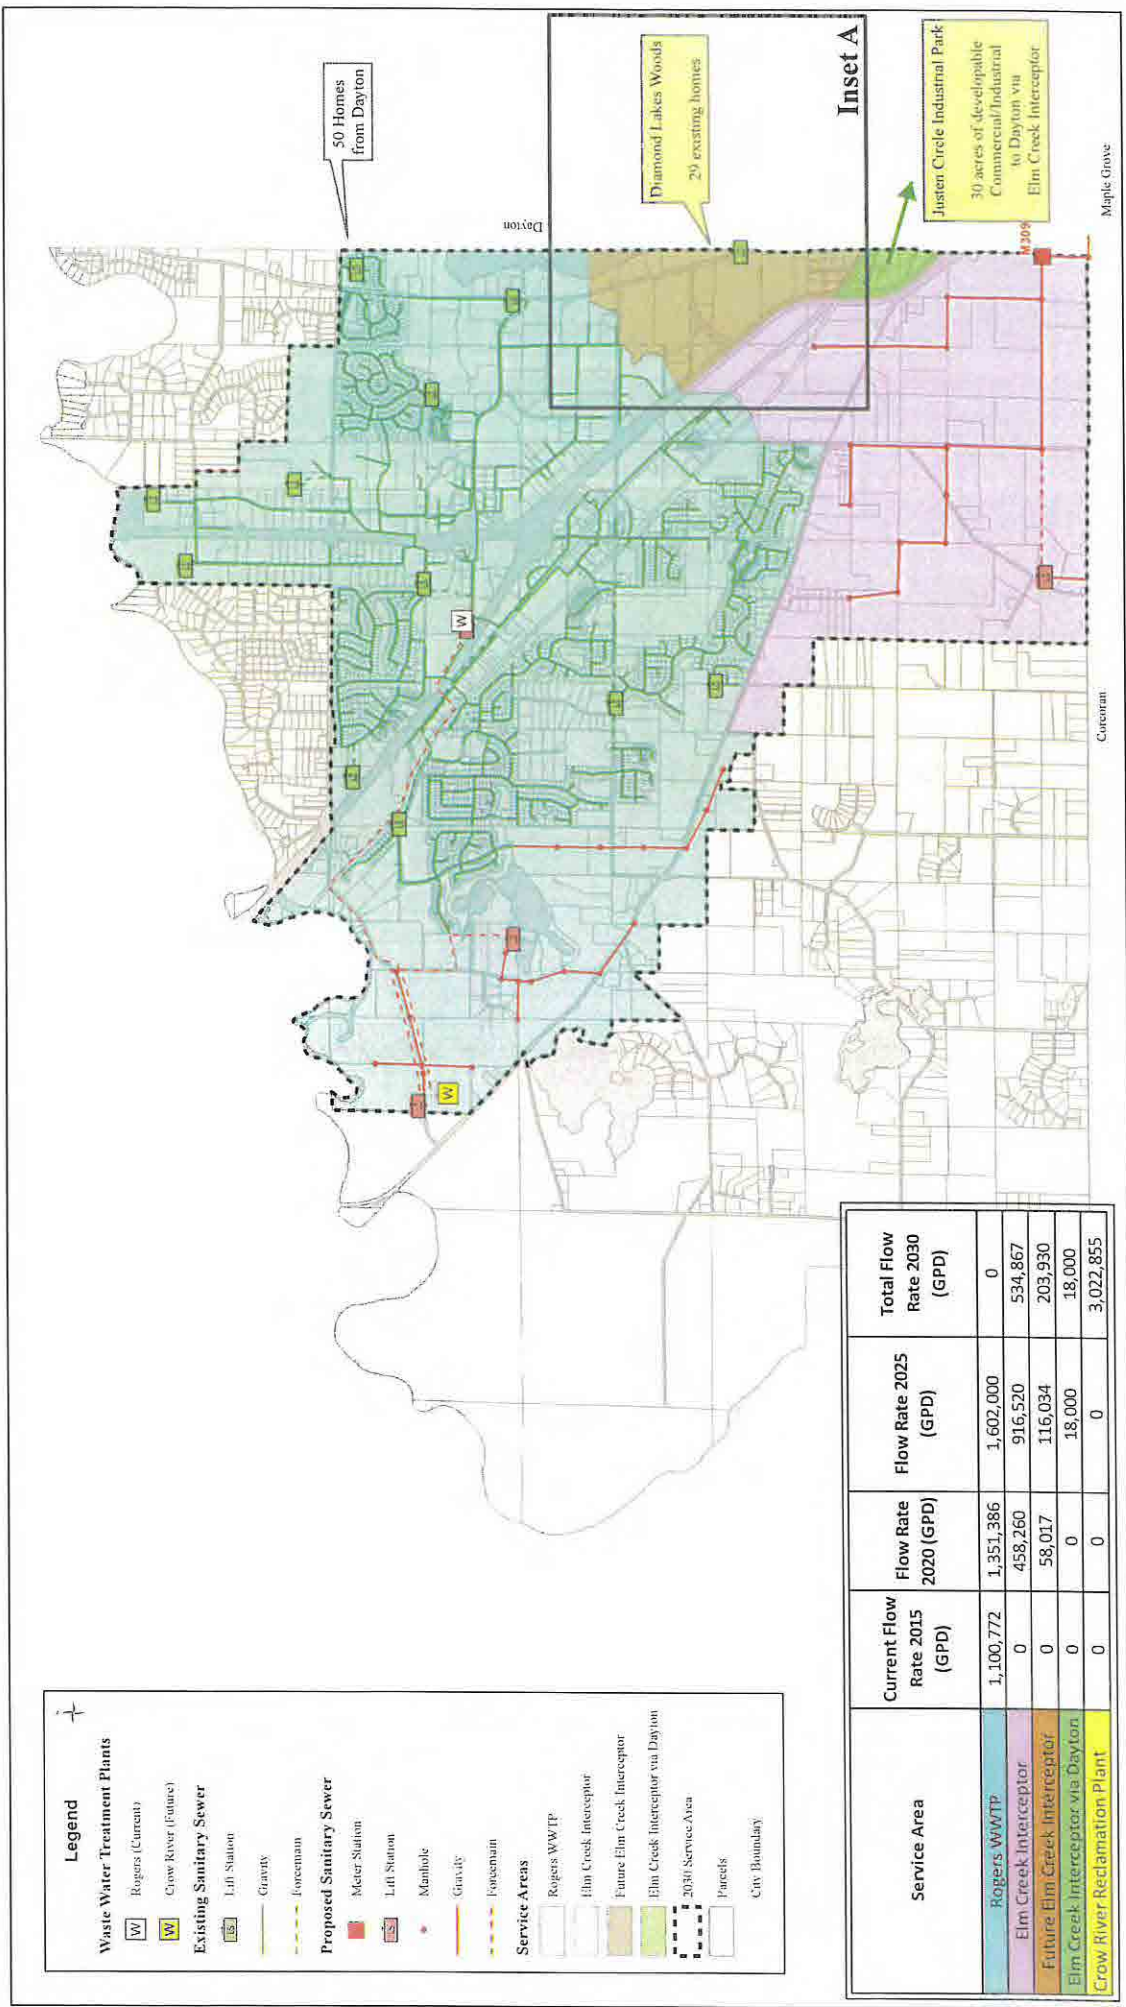 Legend
Waste Water Treatment Plants
W Rogers (Current)
W Crow River (Future)
Existing Sanitary Sewer
LS Lift Station
Gravity
Forcemain
Proposed Sanitary Sewer
Meter Station
LS Lift Station
Manhole
Gravity
Forcemain
Service Areas
Rogers WWTP
Elm Creek Interceptor
Future Elm Creek Interceptor
Elm Creek Interceptor via Dayton
2030 Service Area
Parcels
City Boundary
50 Homes
from Dayton
Dayton
Diamond Lakes Woods
29 existing homes
Inset A
Justen Circle Industrial Park
30 acres of developable
Commercial/Industrial
to Dayton via
Elm Creek Interceptor
M309
Maple Grove
Corcoran
W
W
Service Area
Current Flow
Rate 2015
(GPD)
Flow Rate
2020 (GPD)
Flow Rate 2025
(GPD)
Total Flow
Rate 2030
(GPD)
Rogers WWTP 1,100,772 1,351,386 1,602,000 0
Elm Creek Interceptor 0 458,260 916,520 534,867
Future Elm Creek Interceptor 0 58,017 116,034 203,930
Elm Creek Interceptor via Dayton 0 0 18,000 18,000
Crow River Reclamation Plant 0 0 0 3,022,855